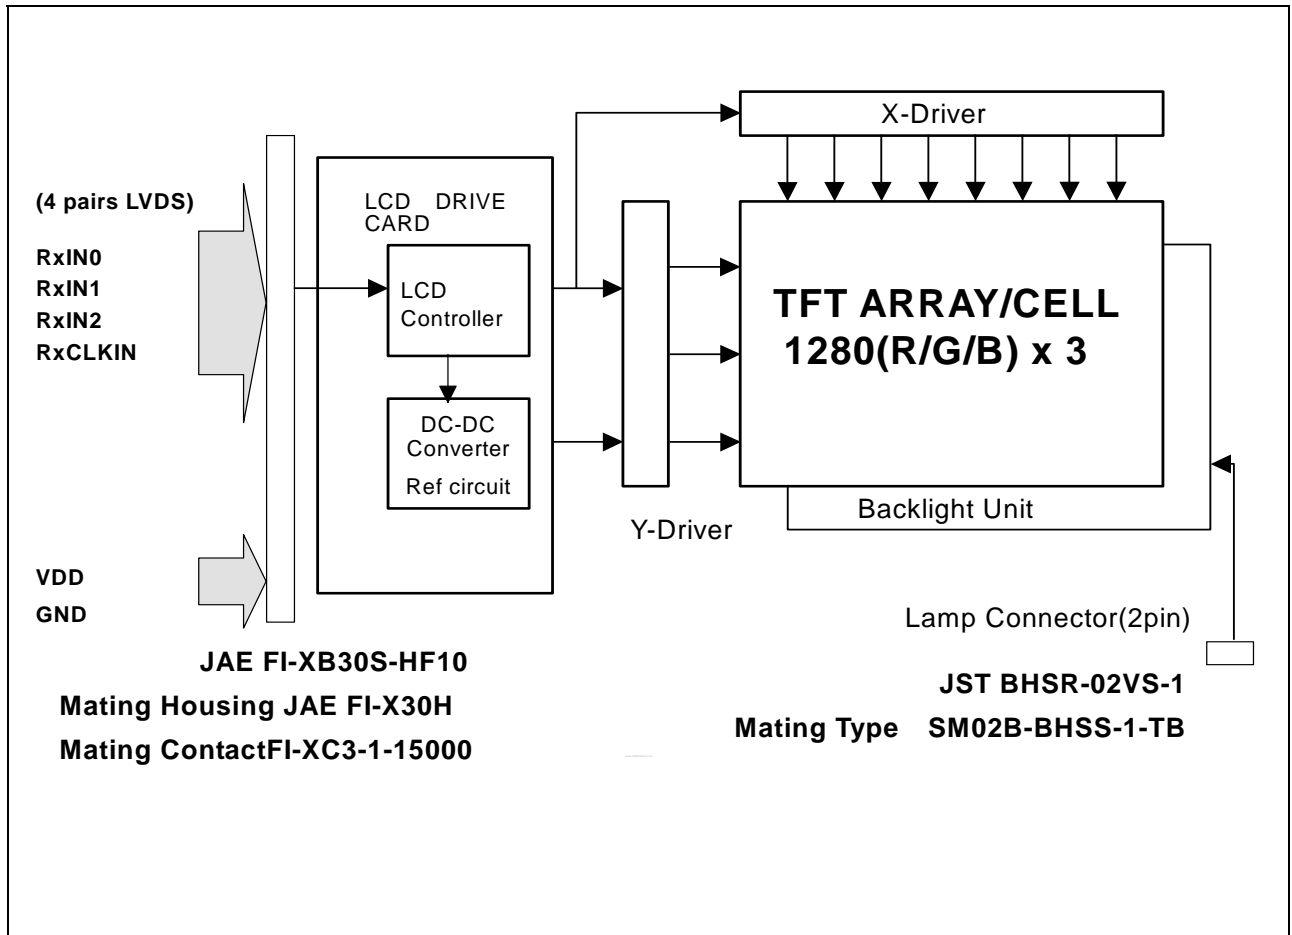 X-Driver
(4 pairs LVDS)
RxIN0
RxIN1
RxIN2
RxCLKIN
LCD DRIVE
CARD
LCD
Controller
DC-DC
Converter
Ref circuit
TFT ARRAY/CELL
1280(R/G/B) x 3
Backlight Unit
Y-Driver
VDD
GND
Lamp Connector(2pin)
JAE FI-XB30S-HF10
Mating Housing JAE FI-X30H
Mating ContactFI-XC3-1-15000
JST BHSR-02VS-1
Mating Type SM02B-BHSS-1-TB